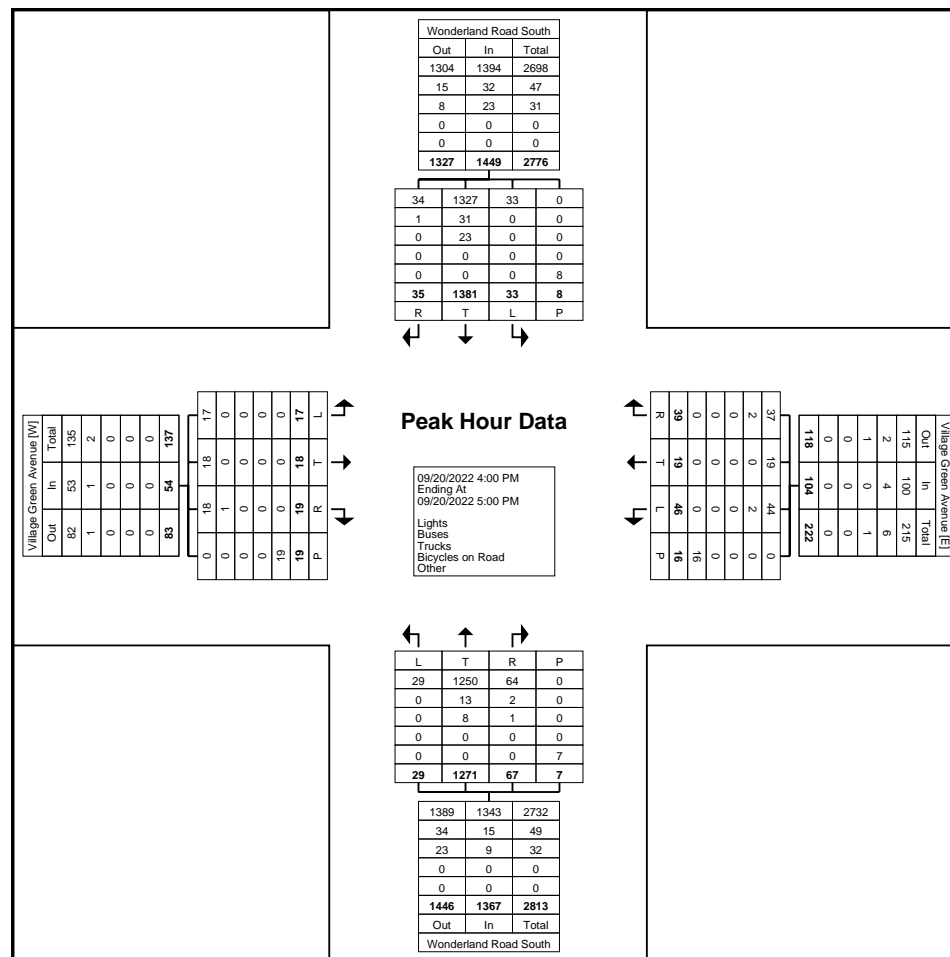 Wonderland Road South
Out In Total
1304 1394 2698
15 32 47
8 23 31
0 0 0
0 0 0
1327 1449 2776
34 1327 33 0
1 31 0 0
0 23 0 0
0 0 0 0
0 0 0 8
35 1381 33 8
R T L P
Village Green Avenue [W]
Total In Out
135 53 82
2 1 1
0 0 0
0 0 0
0 0 0
137 54 83
17 18 18 0
0 0 1 0
0 0 0 0
0 0 0 0
0 0 0 19
17 18 19 19
L T R P
Peak Hour Data
09/20/2022 4:00 PM
Ending At
09/20/2022 5:00 PM
Lights
Buses
Trucks
Bicycles on Road
Other
R T L P
39 19 46 16
0 0 0 16
0 0 0 0
0 0 0 0
2 0 2 0
37 19 44 0
118 104 222
0 0 0
0 0 0
1 0 1
2 4 6
115 100 215
Out In Total
Village Green Avenue [E]
L T R P
29 1250 64 0
0 13 2 0
0 8 1 0
0 0 0 0
0 0 0 7
29 1271 67 7
1389 1343 2732
34 15 49
23 9 32
0 0 0
0 0 0
1446 1367 2813
Out In Total
Wonderland Road South